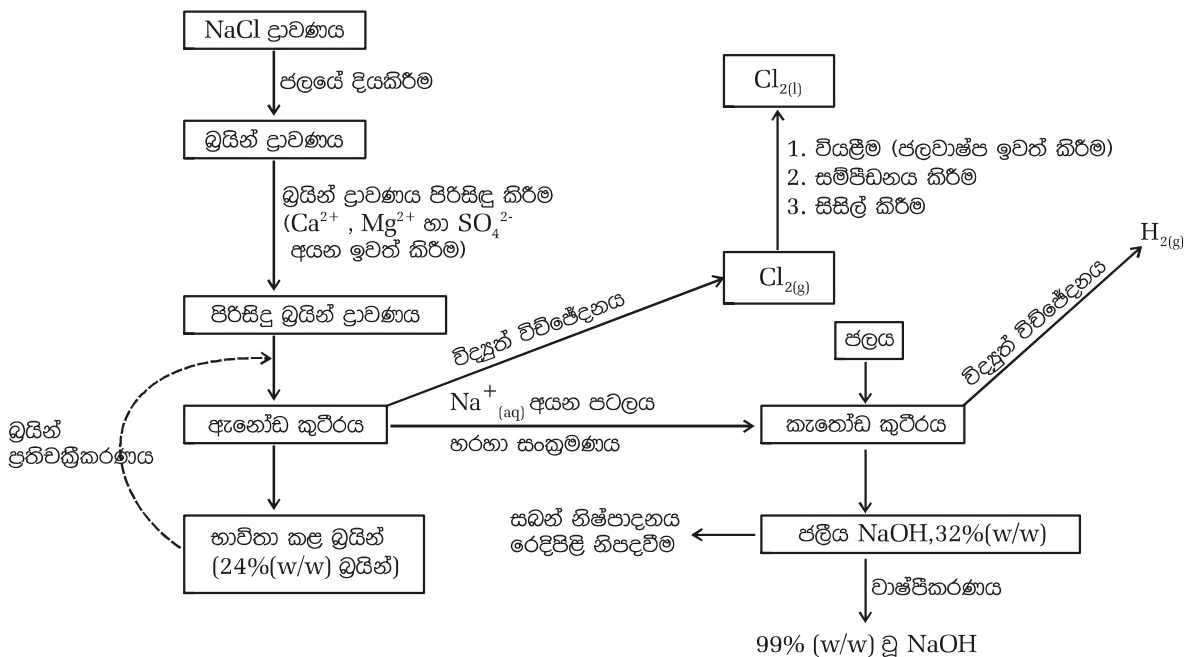 NaCl ද්‍රාවණය
ජලයේ දියකිරීම
බ්‍රයින් ද්‍රාවණය
බ්‍රයින් ද්‍රාවණය පිරිසිඳු කිරීම
(Ca²⁺ , Mg²⁺ හා SO₄²⁻
අයන ඉවත් කිරීම)
පිරිසිදු බ්‍රයින් ද්‍රාවණය
ඇනෝඩ කුටීරය
බ්‍රයින්
ප්‍රතිචක්‍රීකරණය
භාවිතා කළ බ්‍රයින්
(24%(w/w) බ්‍රයින්)
විද්‍යුත් විච්ඡේදනය
Cl₂(g)
1. වියළීම (ජලවාෂ්ප ඉවත් කිරීම)
2. සම්පීඩනය කිරීම
3. සිසිල් කිරීම
Cl₂(l)
Na⁺(aq) අයන පටලය
හරහා සංක්‍රමණය
ජලය
කැතෝඩ කුටීරය
විද්‍යුත් විච්ඡේදනය
H₂(g)
ජලීය NaOH,32%(w/w)
සබන් නිෂ්පාදනය
රෙදිපිළි නිපදවීම
වාෂ්පීකරණය
99% (w/w) වූ NaOH